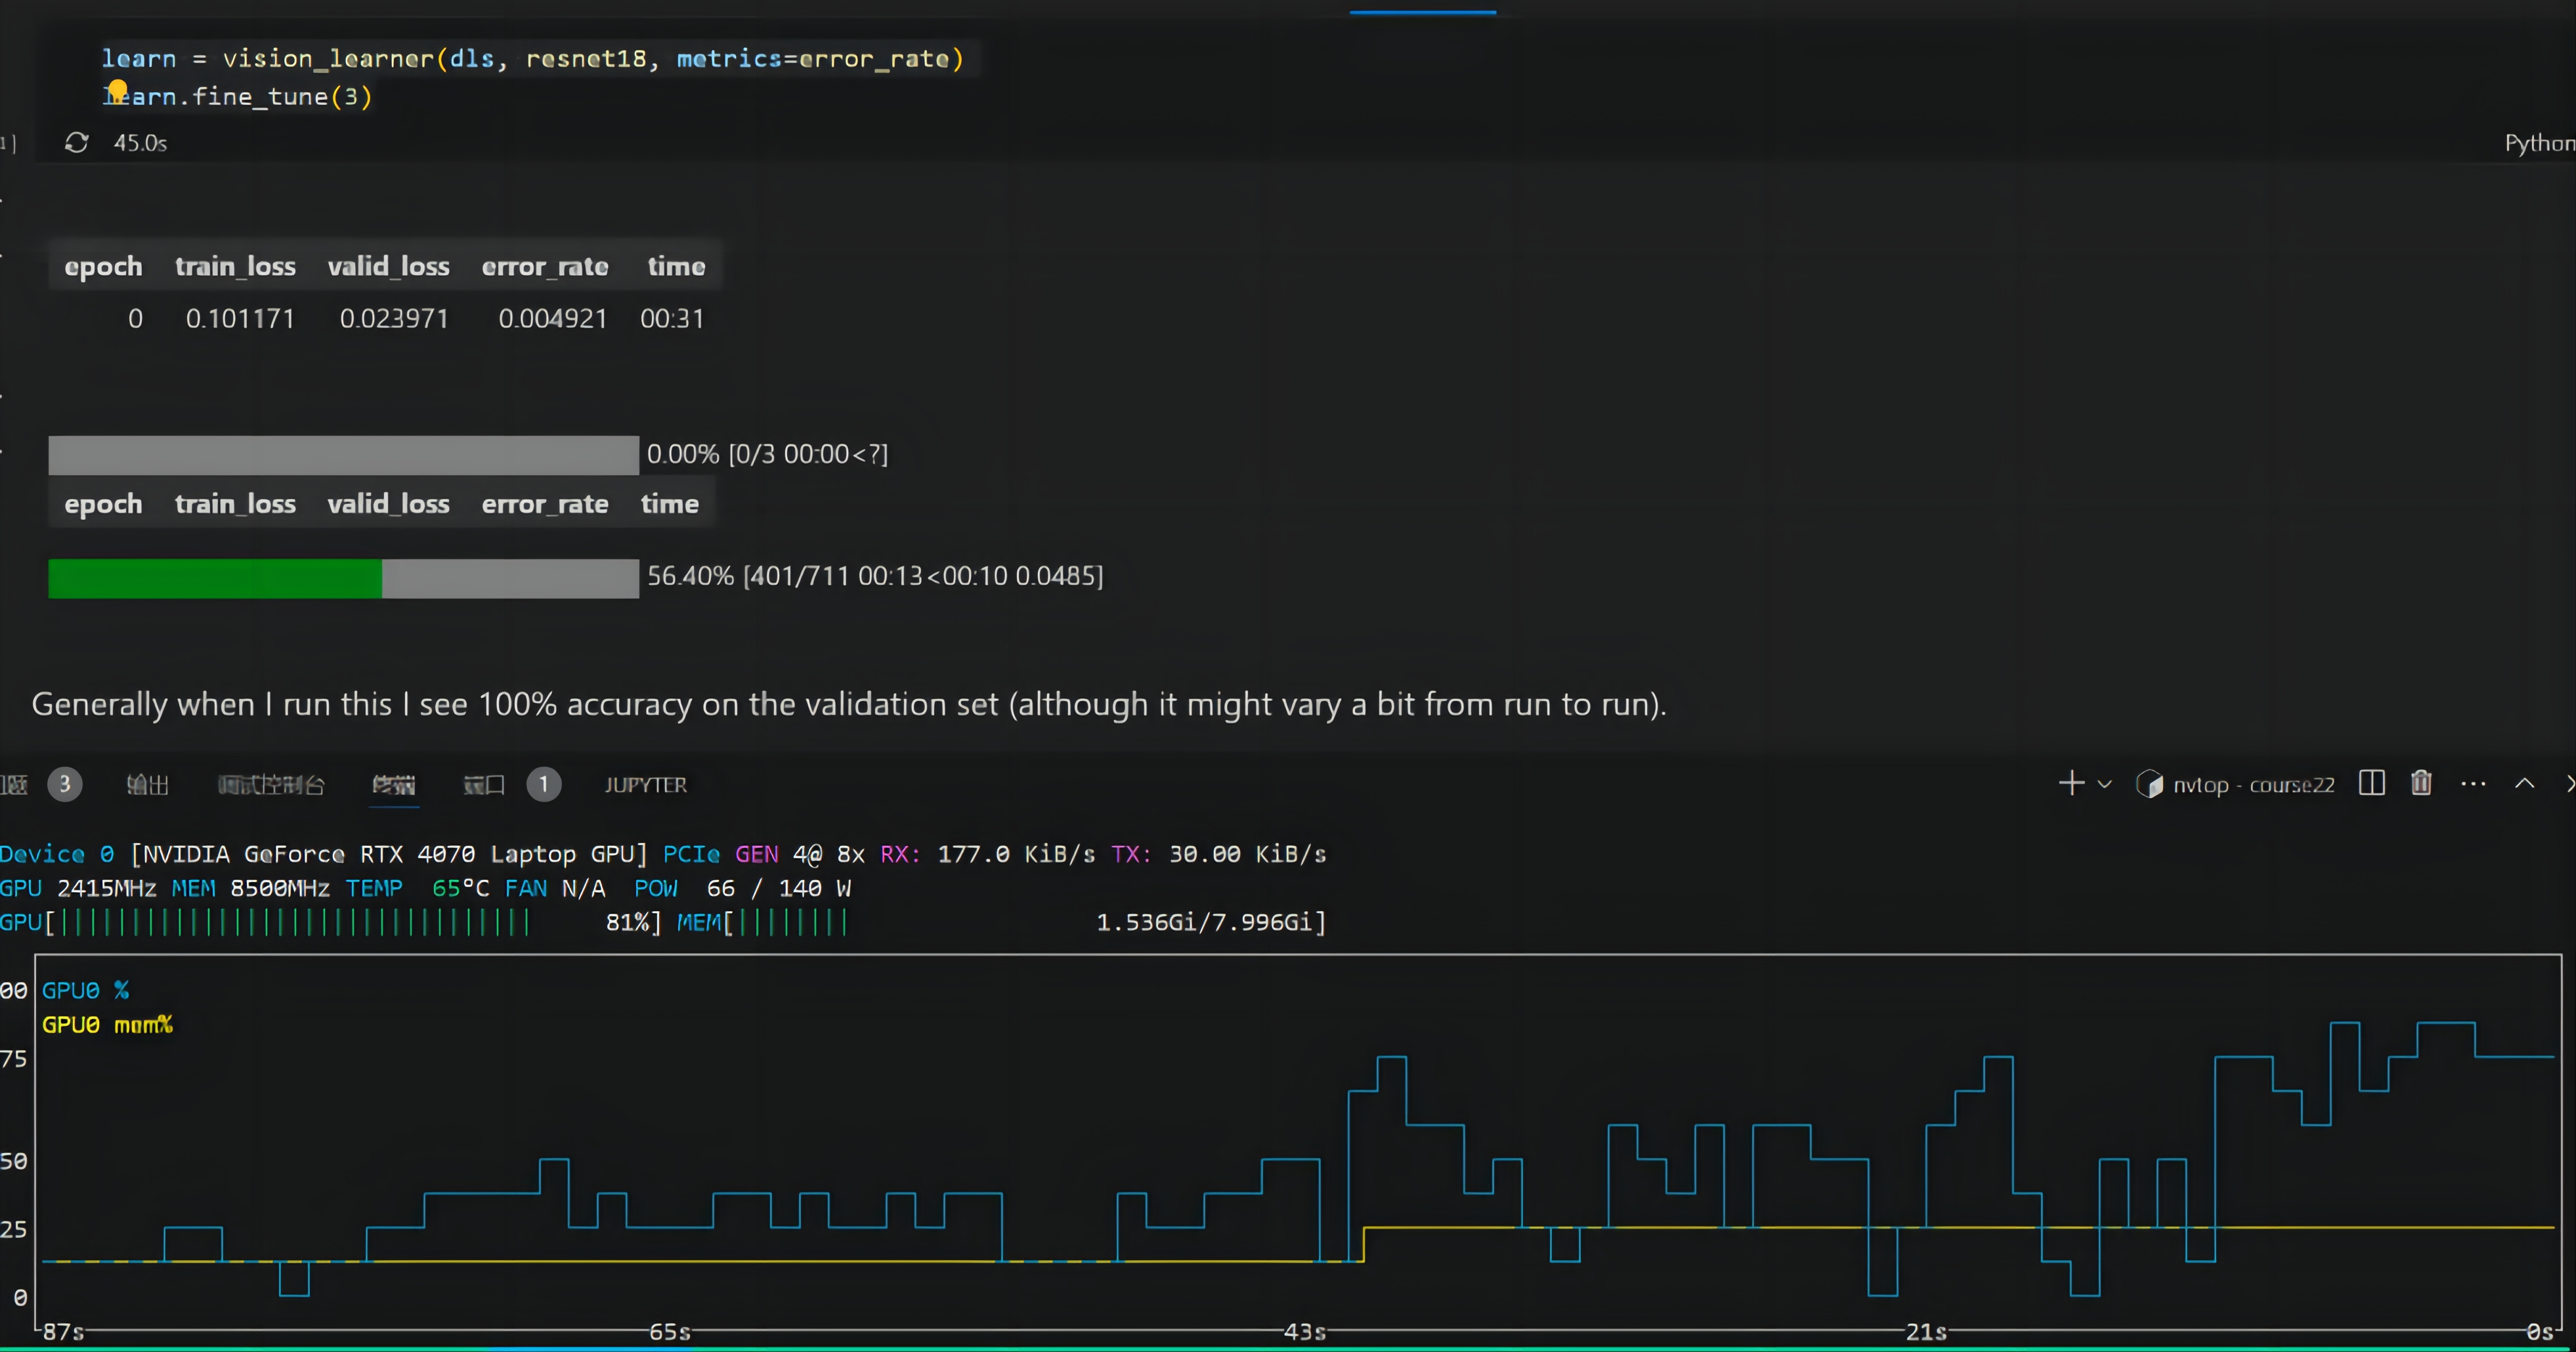 learn = vision_learner(dls, resnet18, metrics=error_rate)
learn.fine_tune(3)
45.0s
Python
epoch train_loss valid_loss error_rate time
0 0.101171 0.023971 0.004921 00:31
0.00% [0/3 00:00<?]
epoch train_loss valid_loss error_rate time
56.40% [401/711 00:13<00:10 0.0485]
Generally when I run this I see 100% accuracy on the validation set (although it might vary a bit from run to run).
题 3 输出 调试控制台 终端 端口 1 JUPYTER
nvtop - course22
Device 0 [NVIDIA GeForce RTX 4070 Laptop GPU] PCIe GEN 4@ 8x RX: 177.0 KiB/s TX: 30.00 KiB/s
GPU 2415MHz MEM 8500MHz TEMP 65°C FAN N/A POW 66 / 140 W
GPU[||||||||||||||||||||||||||||||||| 81%] MEM[|||||||| 1.536Gi/7.996Gi]
00
GPU0 %
GPU0 mem%
75
50
25
0
87s 65s 43s 21s 0s